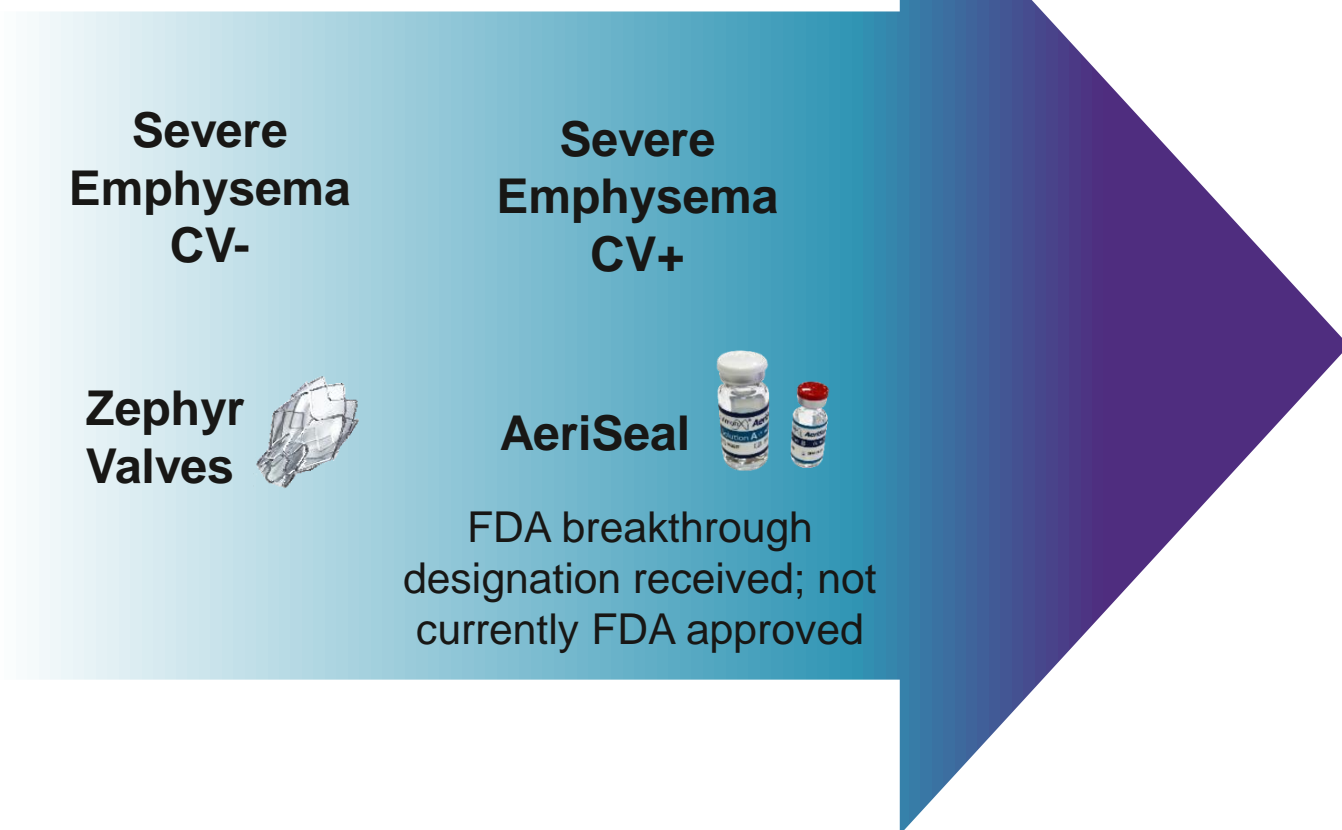 Severe
Emphysema
CV-
Severe
Emphysema
CV+
Zephyr
Valves
AeriSeal
FDA breakthrough
designation received; not
currently FDA approved